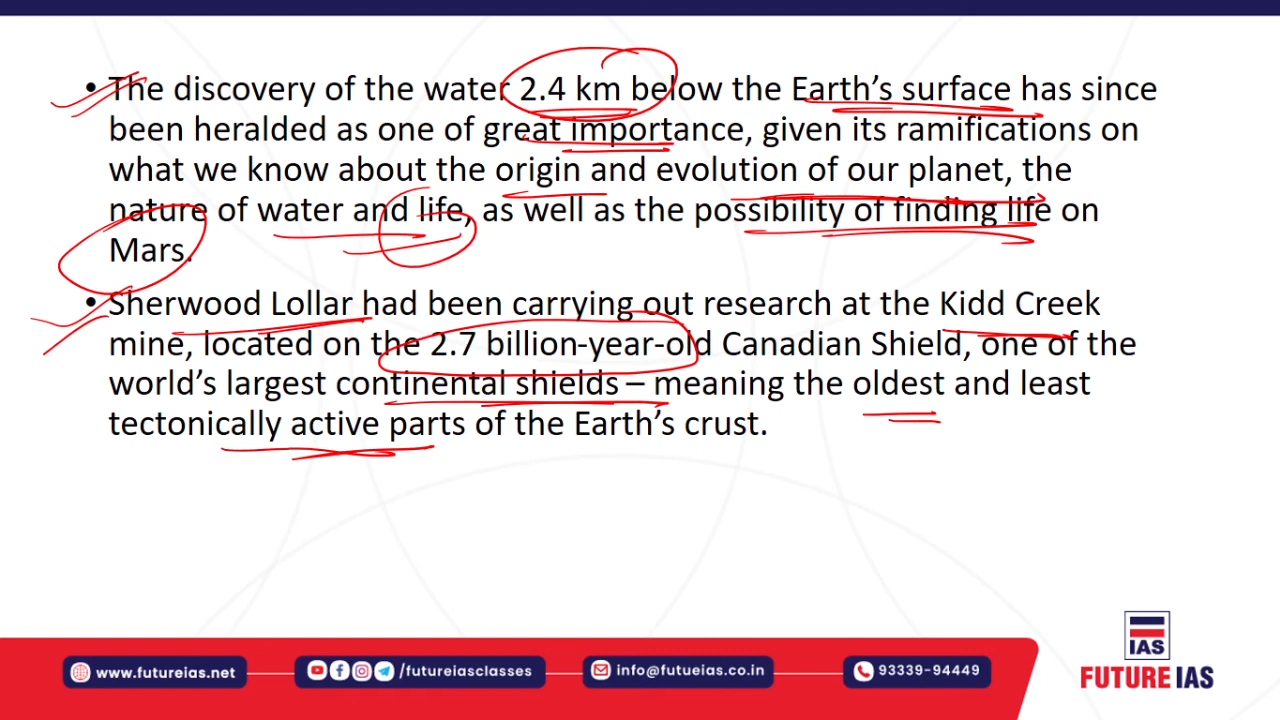 • The discovery of the water 2.4 km below the Earth's surface has since
been heralded as one of great importance, given its ramifications on
what we know about the origin and evolution of our planet, the
nature of water and life, as well as the possibility of finding life on
Mars.
• Sherwood Lollar had been carrying out research at the Kidd Creek
mine, located on the 2.7 billion-year-old Canadian Shield, one of the
world's largest continental shields – meaning the oldest and least
tectonically active parts of the Earth's crust.
IAS
FUTURE IAS
www.futureias.net
/futureiasclasses
info@futueias.co.in
93339-94449